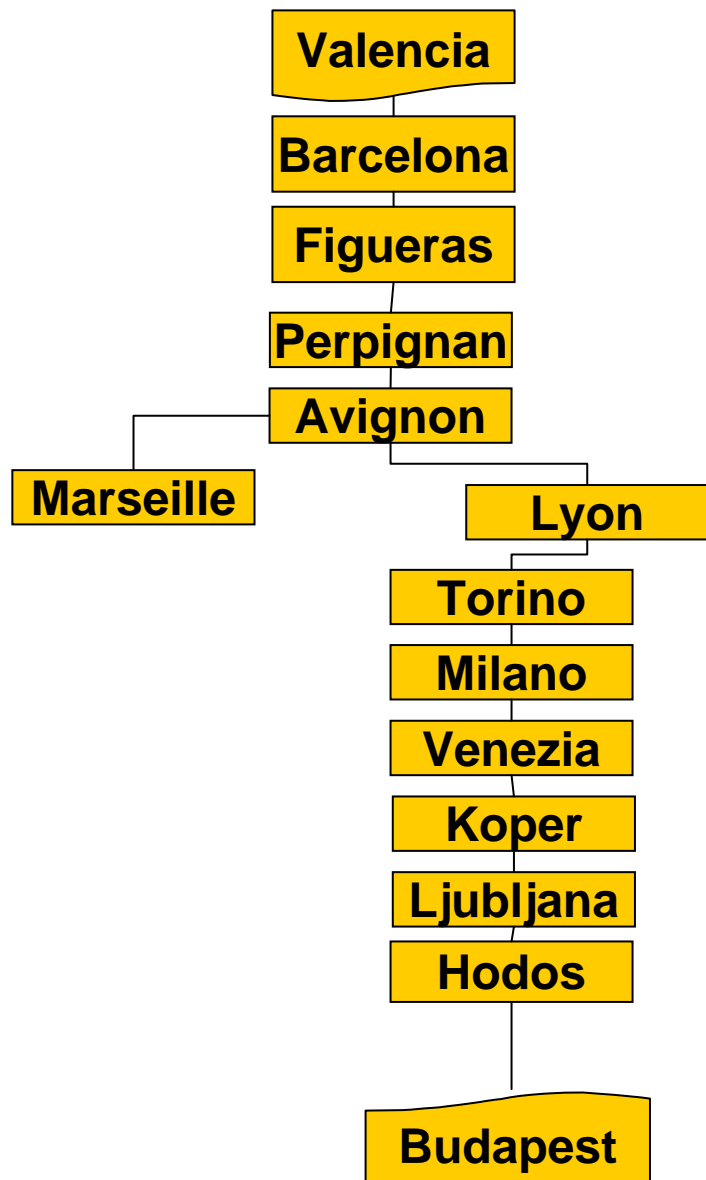 Valencia
Barcelona
Figueras
Perpignan
Avignon
Marseille
Lyon
Torino
Milano
Venezia
Koper
Ljubljana
Hodos
Budapest